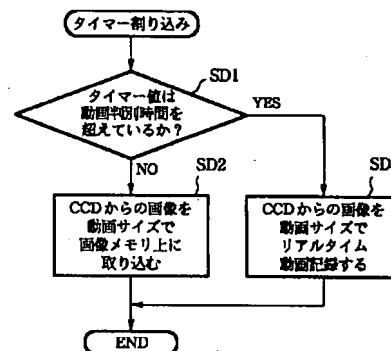 タイマー割り込み
SD1
タイマー値は
動画判別時間を
超えているか?
YES
NO
SD2
CCDからの画像を
動画サイズで
画像メモリ上に
取り込む
SD
CCDからの画像を
動画サイズで
リアルタイム
動画記録する
END